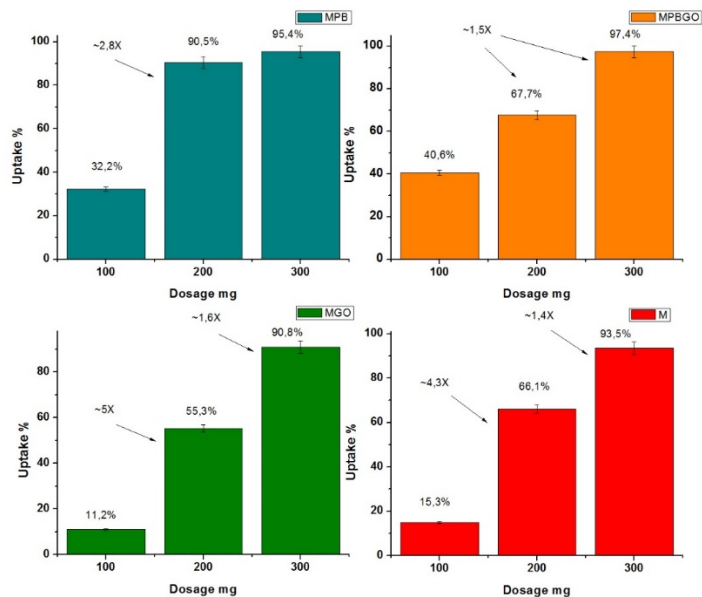 MPB
~2,8X
90,5%
95,4%
32,2%
Uptake %
100
80
60
40
20
0
100 200 300
Dosage mg
MPBGO
~1,5X
97,4%
67,7%
40,6%
Uptake %
100
80
60
40
20
0
100 200 300
Dosage mg
MGO
~1,6X
90,8%
~5X
55,3%
11,2%
Uptake %
80
60
40
20
0
100 200 300
Dosage mg
M
~1,4X
93,5%
~4,3X
66,1%
15,3%
Uptake %
100
80
60
40
20
0
100 200 300
Dosage mg